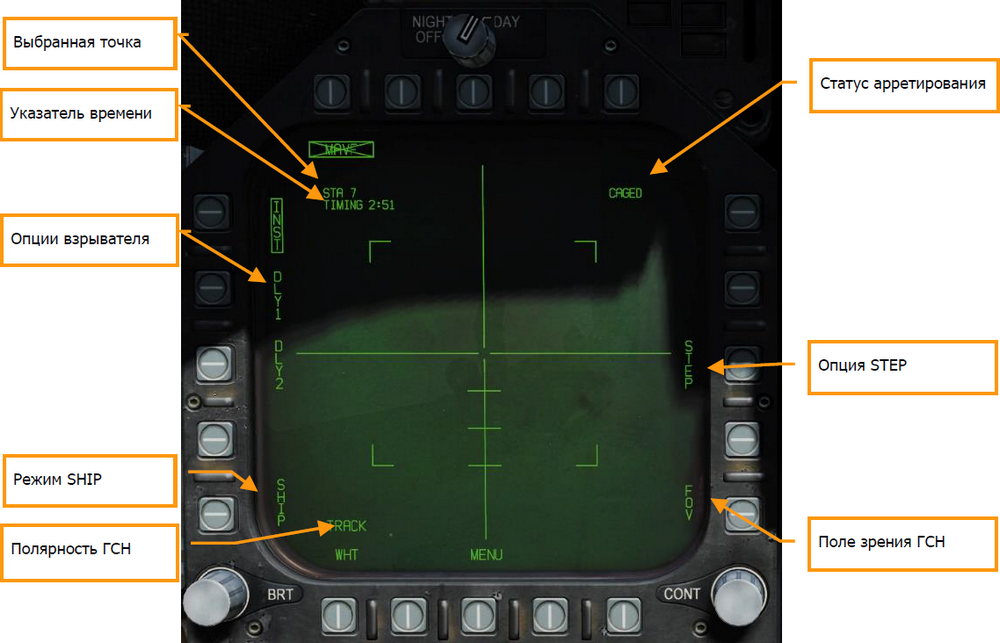 NIGHT DAY
OFF
Выбранная точка
Указатель времени
Опции взрывателя
Режим SHIP
Полярность ГСН
Статус арретирования
Опция STEP
Поле зрения ГСН
STA 7
TIMING 2:51
CAGED
INST
DLY1
DLY2
STEP
SHIP
FOV
TRACK
WHT
MENU
BRT
CONT